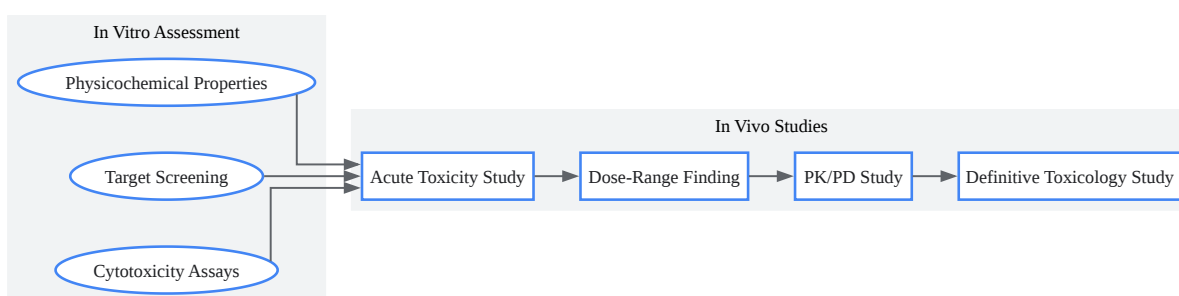 In Vitro Assessment
Physicochemical Properties
Target Screening
Cytotoxicity Assays
In Vivo Studies
Acute Toxicity Study
Dose-Range Finding
PK/PD Study
Definitive Toxicology Study